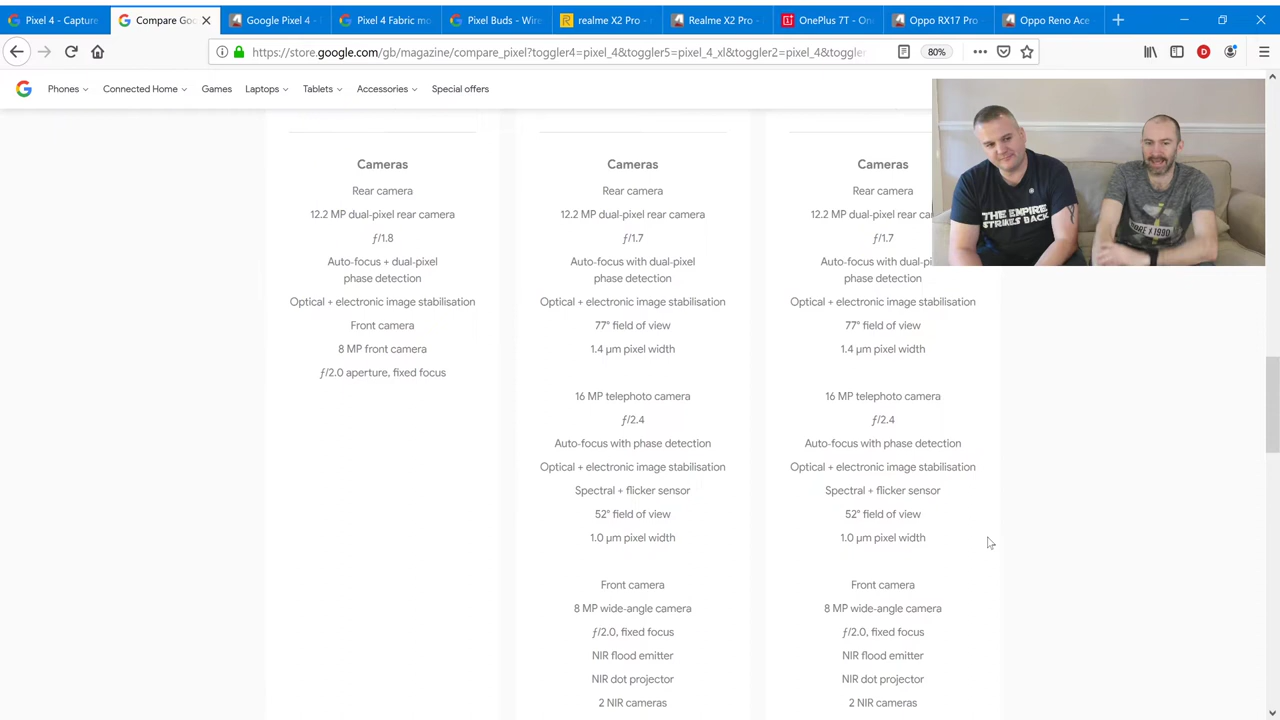 Pixel 4 - Capture
Compare Goo
Google Pixel 4 -
Pixel 4 Fabric mo
Pixel Buds - Wire
realme X2 Pro - r
Realme X2 Pro -
OnePlus 7T - On
Oppo RX17 Pro
Oppo Reno Ace
https://store.google.com/gb/magazine/compare_pixel?toggler4=pixel_4&toggler5=pixel_4_xl&toggler2=pixel_4&toggler
80%
Phones
Connected Home
Games
Laptops
Tablets
Accessories
Special offers
Cameras
Rear camera
12.2 MP dual-pixel rear camera
ƒ/1.8
Auto-focus + dual-pixel
phase detection
Optical + electronic image stabilisation
Front camera
8 MP front camera
ƒ/2.0 aperture, fixed focus
Cameras
Rear camera
12.2 MP dual-pixel rear camera
ƒ/1.7
Auto-focus with dual-pixel
phase detection
Optical + electronic image stabilisation
77° field of view
1.4 μm pixel width
16 MP telephoto camera
ƒ/2.4
Auto-focus with phase detection
Optical + electronic image stabilisation
Spectral + flicker sensor
52° field of view
1.0 μm pixel width
Front camera
8 MP wide-angle camera
ƒ/2.0, fixed focus
NIR flood emitter
NIR dot projector
2 NIR cameras
Cameras
Rear camera
12.2 MP dual-pixel rear ca
ƒ/1.7
Auto-focus with dual-pi
phase detection
Optical + electronic image stabilisation
77° field of view
1.4 μm pixel width
16 MP telephoto camera
ƒ/2.4
Auto-focus with phase detection
Optical + electronic image stabilisation
Spectral + flicker sensor
52° field of view
1.0 μm pixel width
Front camera
8 MP wide-angle camera
ƒ/2.0, fixed focus
NIR flood emitter
NIR dot projector
2 NIR cameras
THE EMPIRE
STRIKES BACK
1990